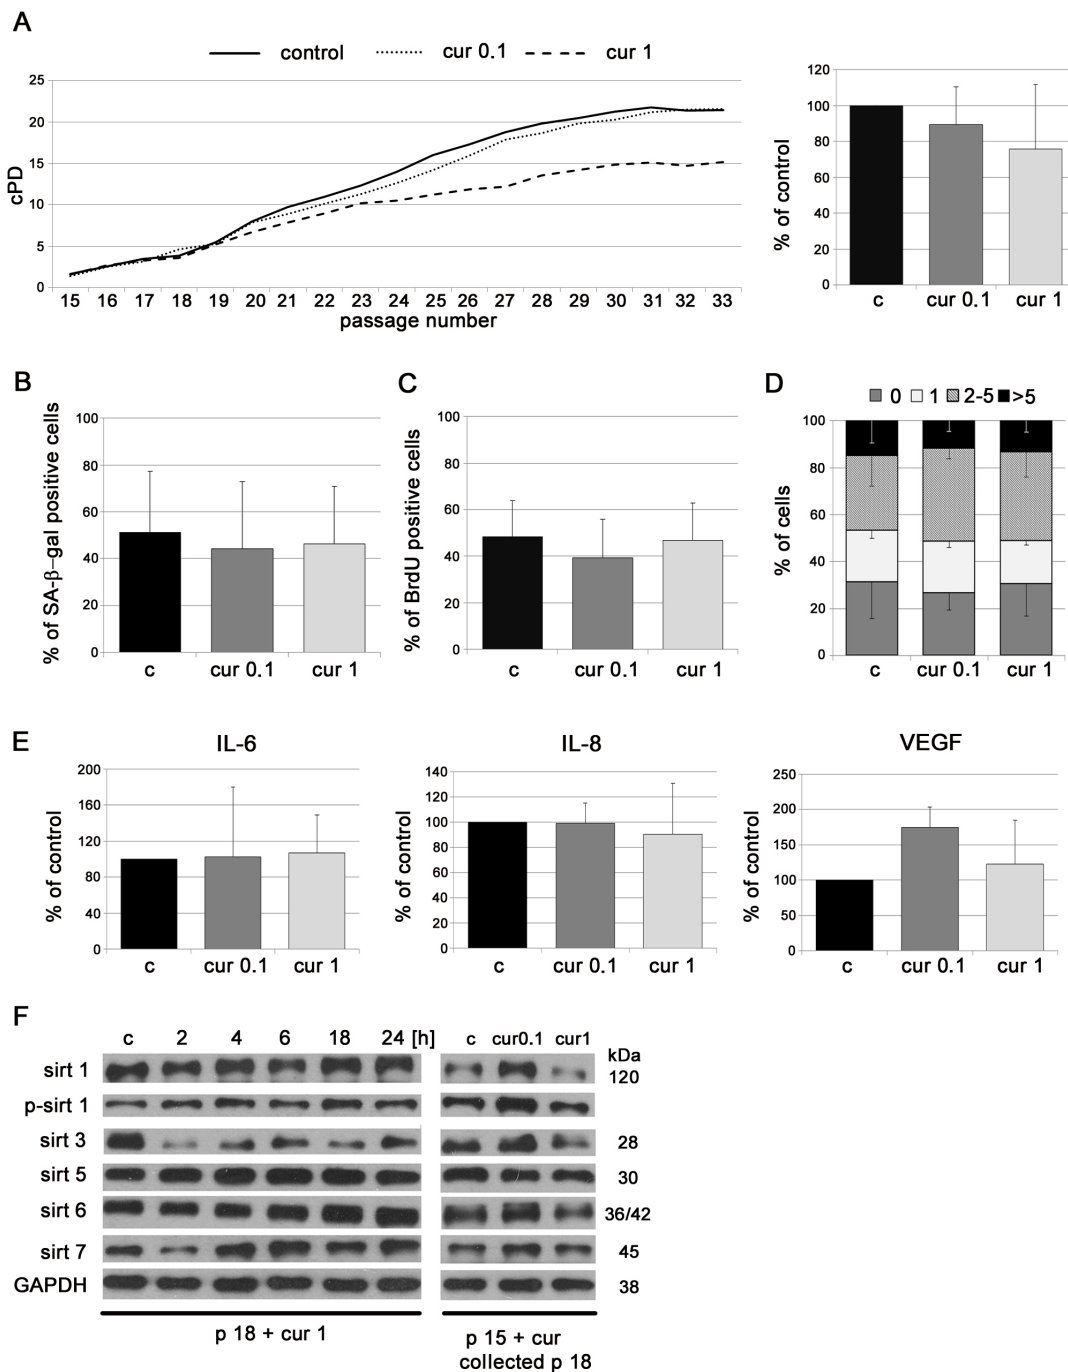 A
control cur 0.1 cur 1
25
20
15
10
5
0
cPD
15 16 17 18 19 20 21 22 23 24 25 26 27 28 29 30 31 32 33
passage number
120
100
80
60
40
20
0
% of control
c cur 0.1 cur 1
B
100
80
60
40
20
0
% of SA-β-gal positive cells
c cur 0.1 cur 1
C
100
80
60
40
20
0
% of BrdU positive cells
c cur 0.1 cur 1
D
0 1 2-5 >5
100
80
60
40
20
0
% of cells
c cur 0.1 cur 1
E
IL-6
200
160
120
80
40
0
% of control
c cur 0.1 cur 1
IL-8
140
120
100
80
60
40
20
0
% of control
c cur 0.1 cur 1
VEGF
250
200
150
100
50
0
% of control
c cur 0.1 cur 1
F
c 2 4 6 18 24 [h] c cur0.1 cur1
kDa
sirt 1 120
p-sirt 1
sirt 3 28
sirt 5 30
sirt 6 36/42
sirt 7 45
GAPDH 38
p 18 + cur 1
p 15 + cur
collected p 18